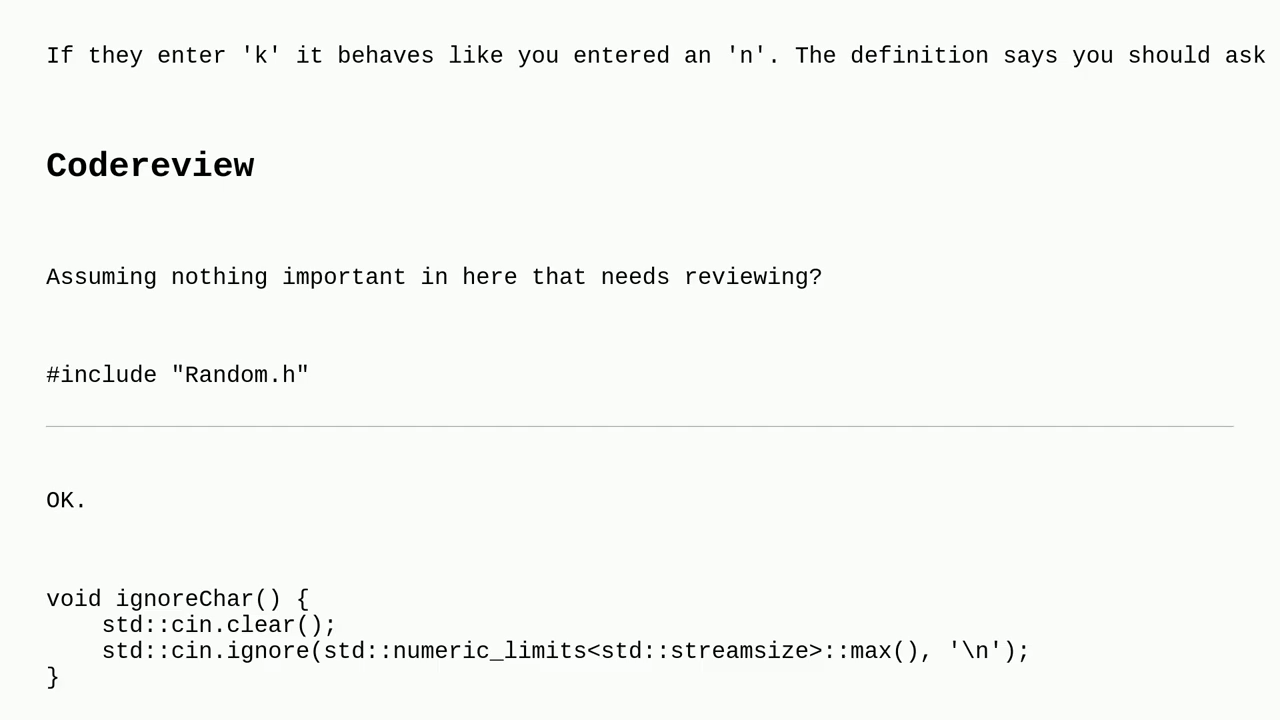 If they enter 'k' it behaves like you entered an 'n'. The definition says you should ask
Codereview
Assuming nothing important in here that needs reviewing?
#include "Random.h"
OK.
void ignoreChar() {
    std::cin.clear();
    std::cin.ignore(std::numeric_limits<std::streamsize>::max(), '\n');
}